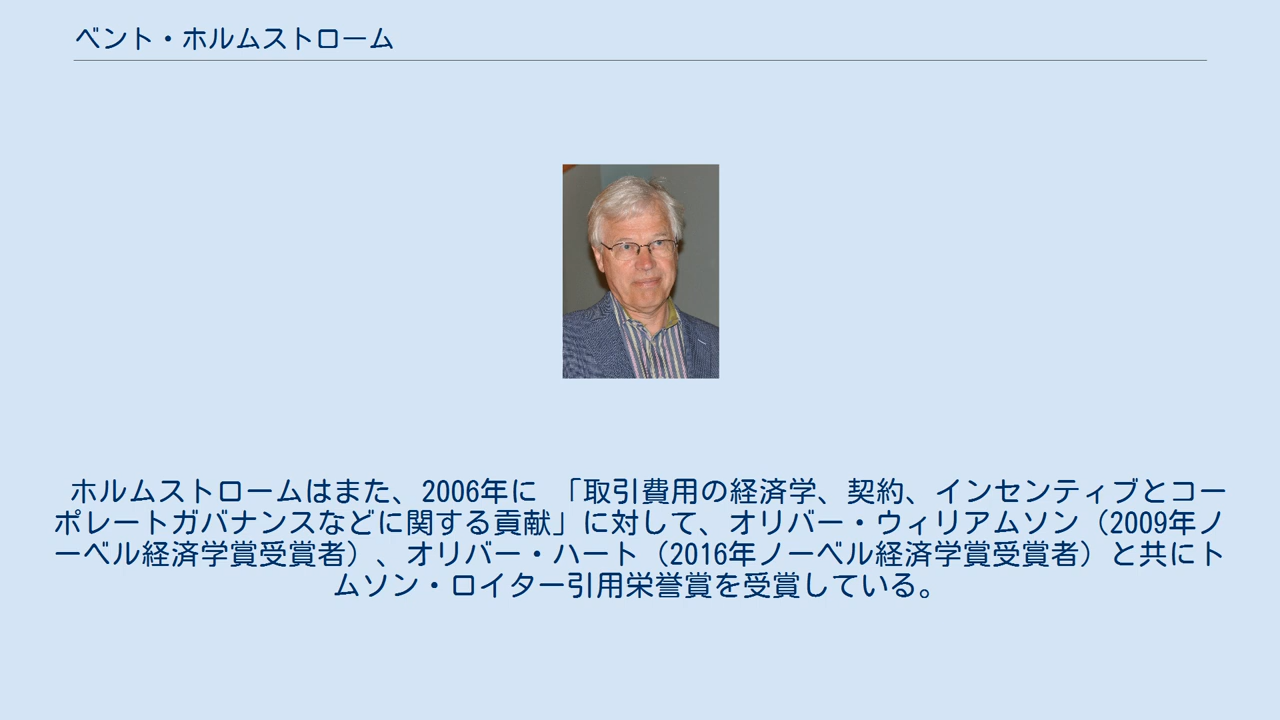 ベント・ホルムストローム
ホルムストロームはまた、2006年に 「取引費用の経済学、契約、インセンティブとコー
ポレートガバナンスなどに関する貢献」に対して、オリバー・ウィリアムソン（2009年ノ
ーベル経済学賞受賞者）、オリバー・ハート（2016年ノーベル経済学賞受賞者）と共にト
ムソン・ロイター引用栄誉賞を受賞している。